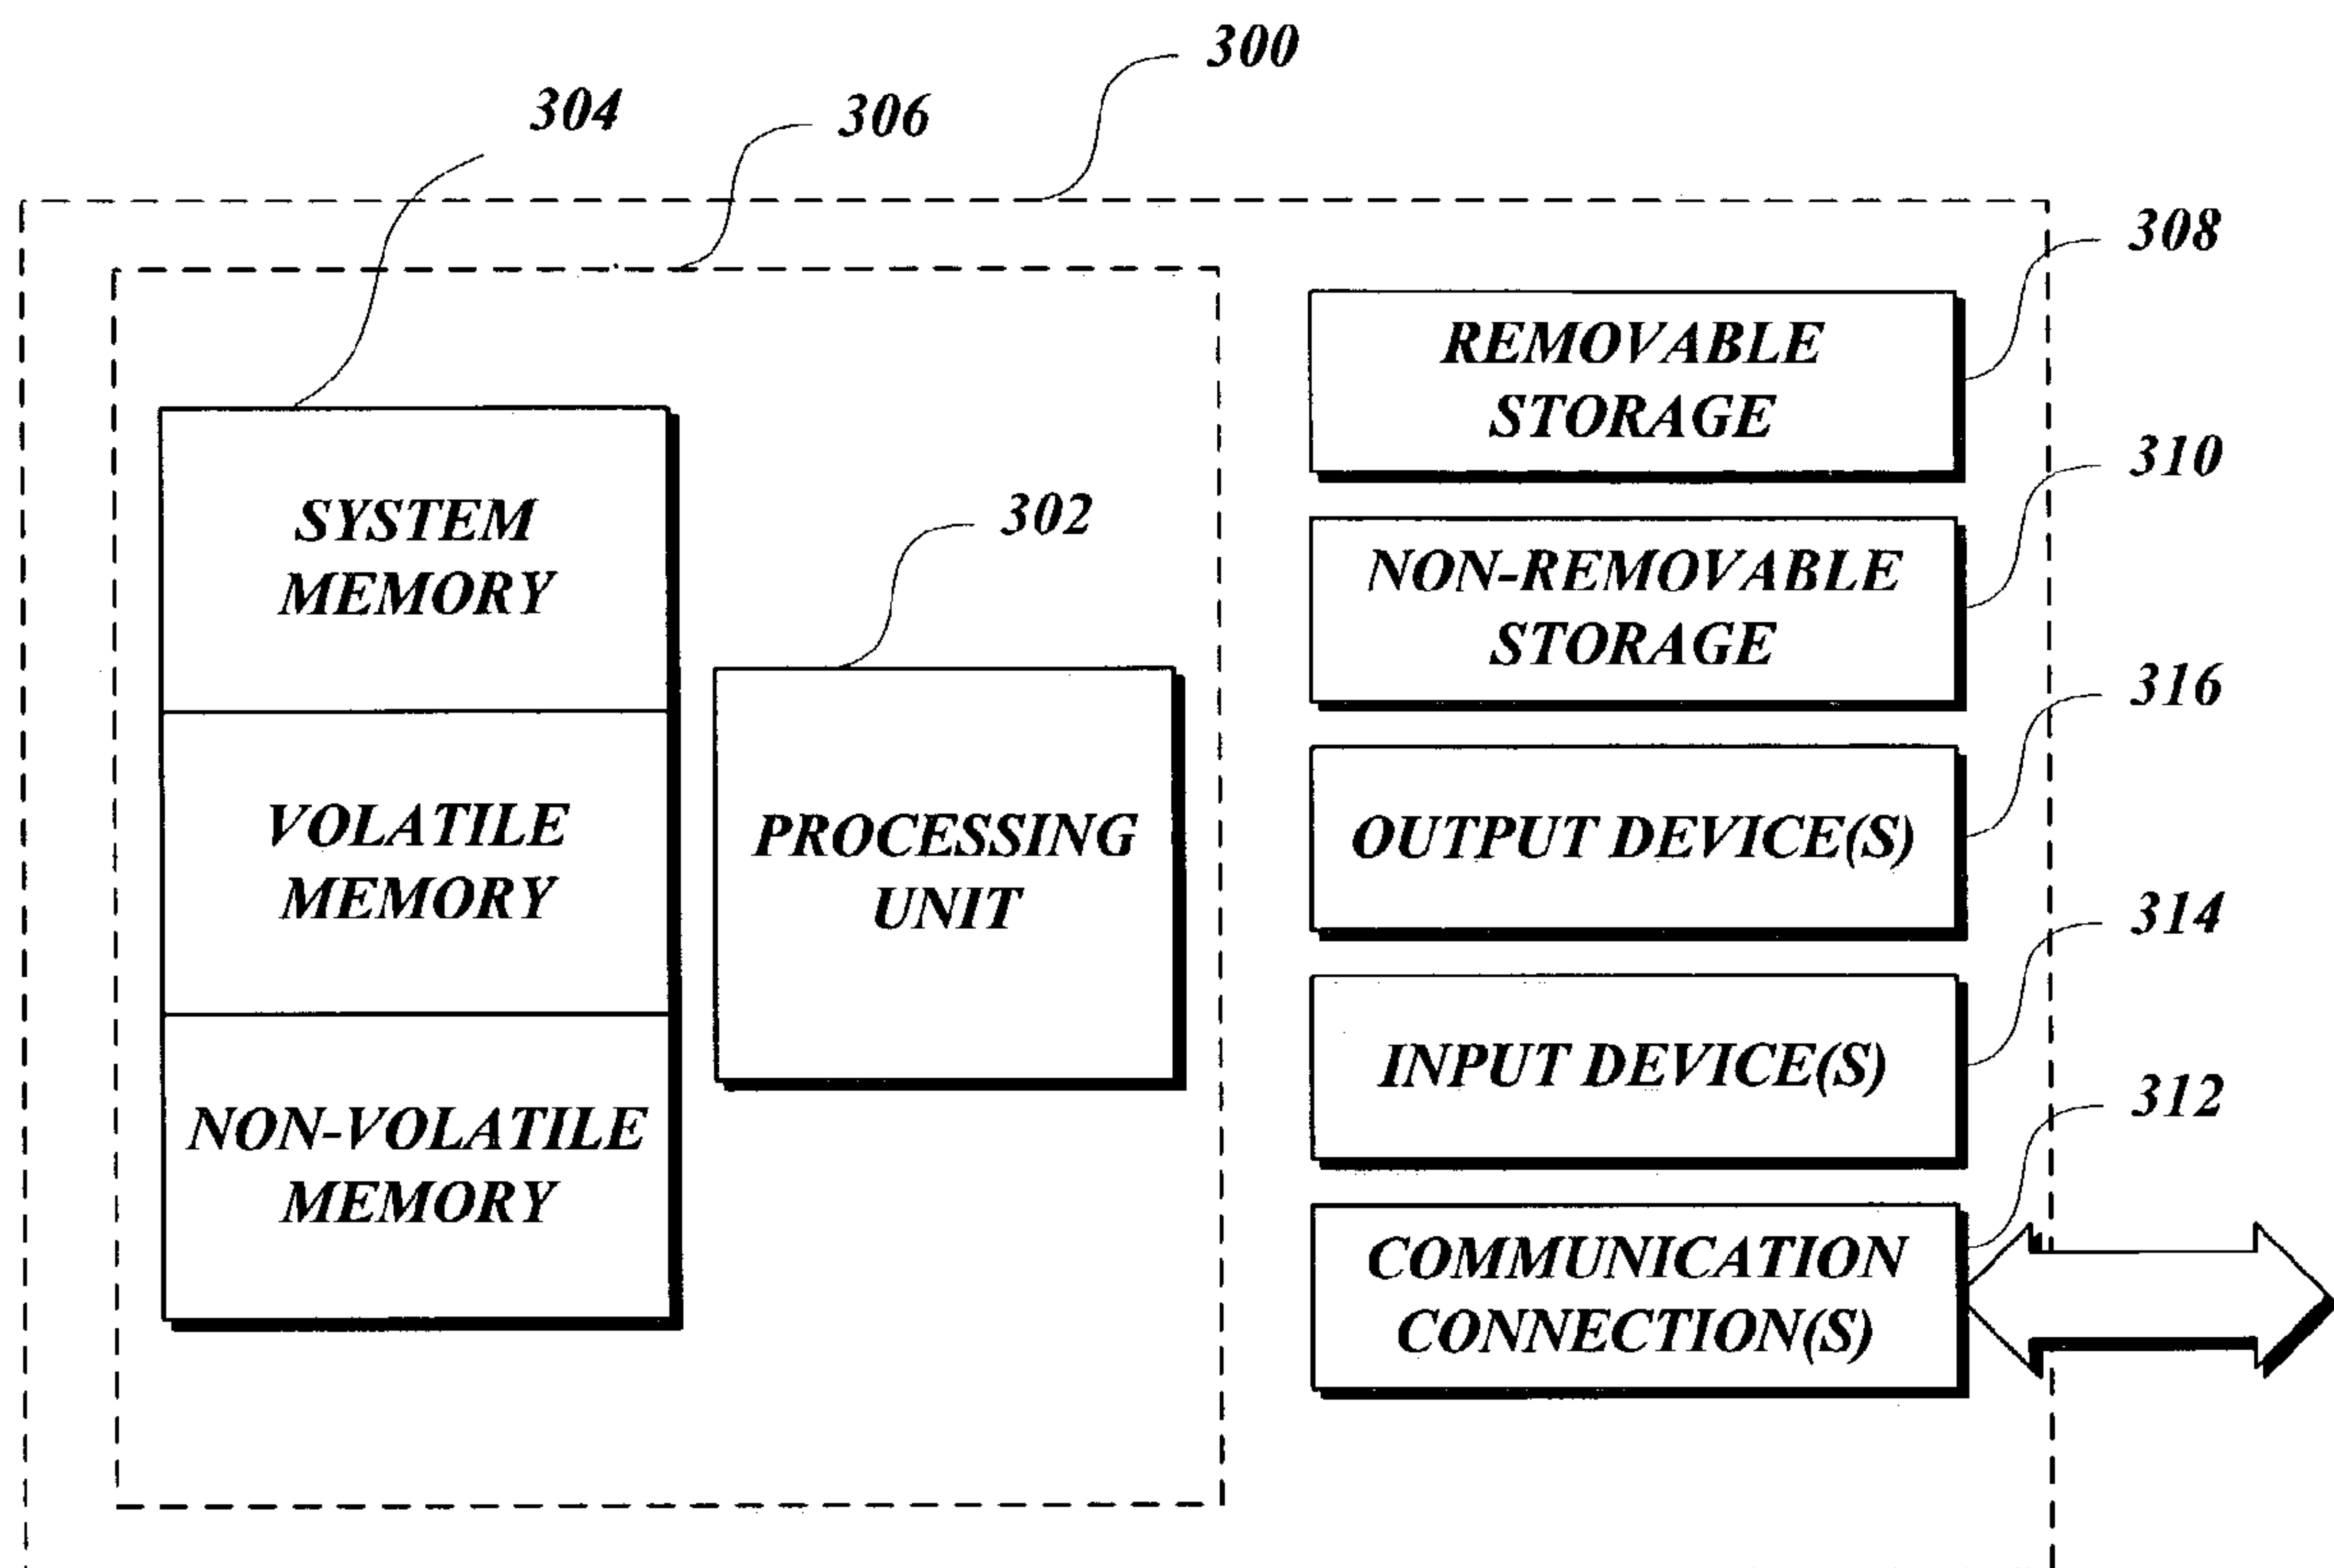 300
304
306
308
REMOVABLE
STORAGE
310
SYSTEM
MEMORY
302
NON-REMOVABLE
STORAGE
316
VOLATILE
MEMORY
PROCESSING
UNIT
OUTPUT DEVICE(S)
314
INPUT DEVICE(S)
312
NON-VOLATILE
MEMORY
COMMUNICATION
CONNECTION(S)